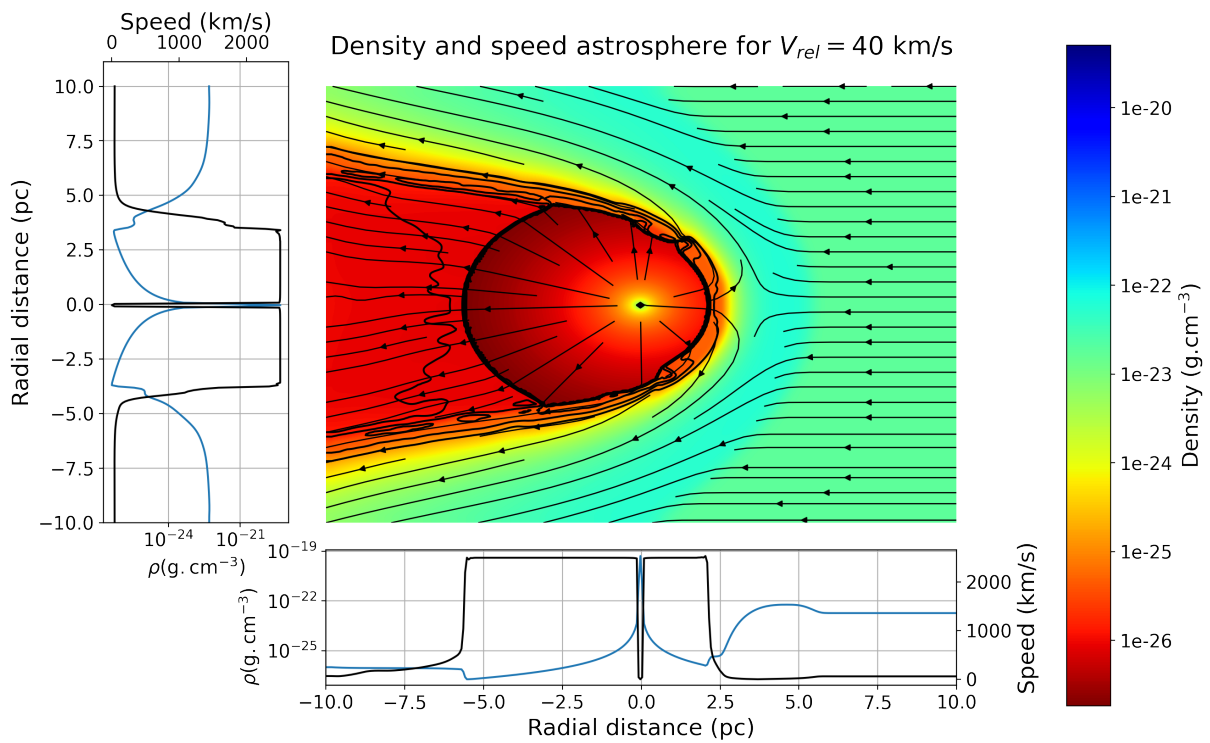 Speed (km/s)
0 1000 2000
Density and speed astrosphere for $V_{rel} = 40$ km/s
10.0
7.5
5.0
2.5
0.0
−2.5
−5.0
−7.5
−10.0
Radial distance (pc)
10⁻²⁴ 10⁻²¹
ρ(g. cm⁻³)
1e-20
1e-21
1e-22
1e-23
1e-24
1e-25
1e-26
Density (g.cm⁻³)
10⁻¹⁹
10⁻²²
10⁻²⁵
ρ(g. cm⁻³)
2000
1000
0
Speed (km/s)
−10.0 −7.5 −5.0 −2.5 0.0 2.5 5.0 7.5 10.0
Radial distance (pc)